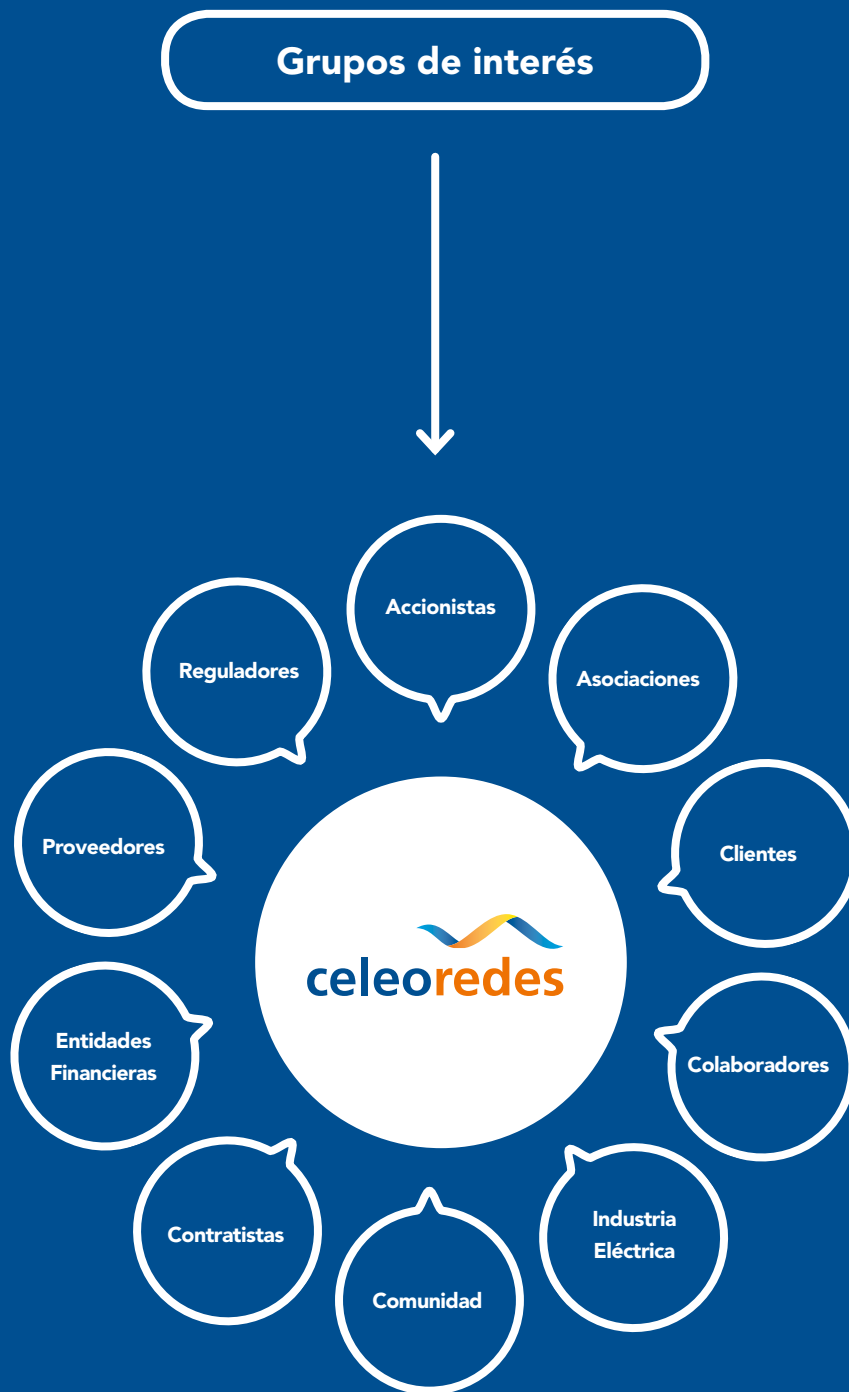 Grupos de interés
Accionistas
Asociaciones
Clientes
Colaboradores
Industria
Eléctrica
Comunidad
Contratistas
Entidades
Financieras
Proveedores
Reguladores
celeoredes